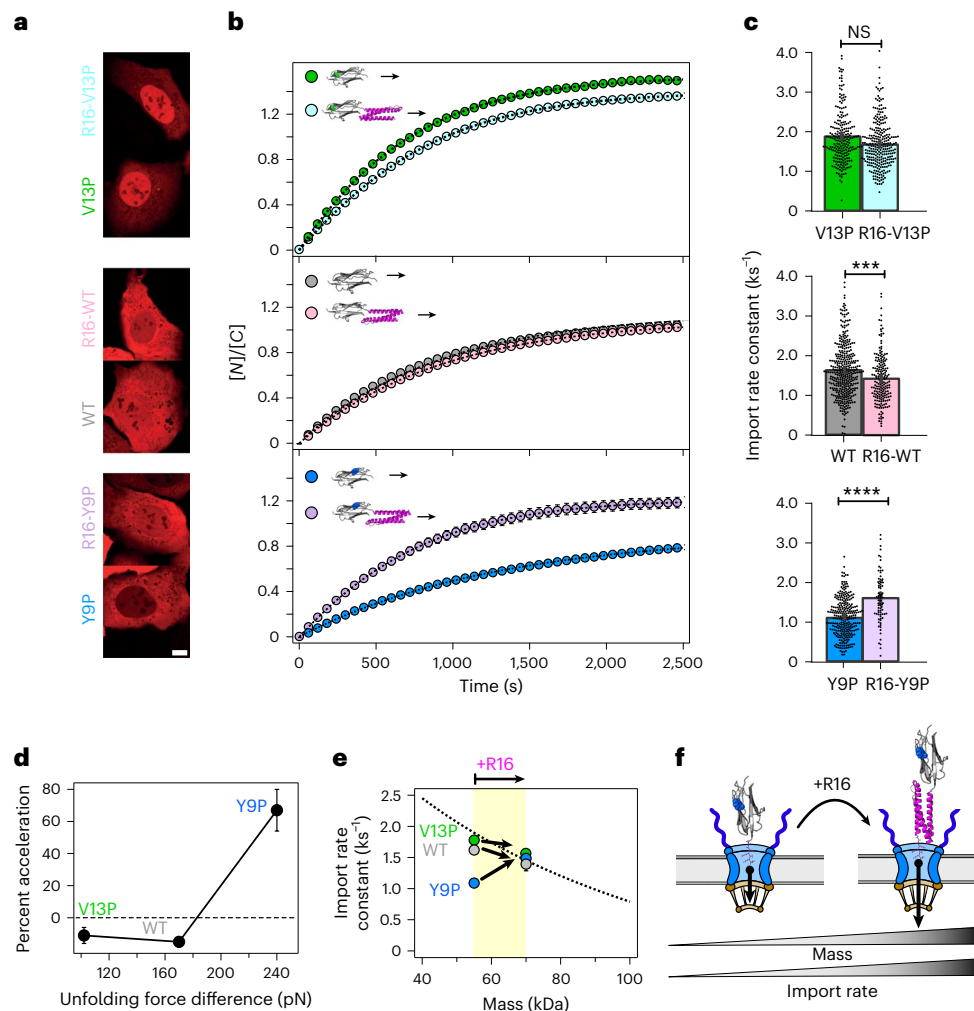 a
R16-V13P
V13P
R16-WT
WT
R16-Y9P
Y9P
b
1.2
0.8
0.4
0
1.2
0.8
0.4
0
1.2
0.8
0.4
0
[N]/[C]
0 500 1,000 1,500 2,000 2,500
Time (s)
c
NS
4.0
3.0
2.0
1.0
0
V13P R16-V13P
***
4.0
3.0
2.0
1.0
0
WT R16-WT
****
4.0
3.0
2.0
1.0
0
Y9P R16-Y9P
Import rate constant (ks⁻¹)
d
80
60
40
20
0
Percent acceleration
V13P
WT
Y9P
120 160 200 240
Unfolding force difference (pN)
e
+R16
2.5
2.0
1.5
1.0
0.5
0
Import rate
constant (ks⁻¹)
V13P
WT
Y9P
40 60 80 100
Mass (kDa)
f
+R16
Mass
Import rate